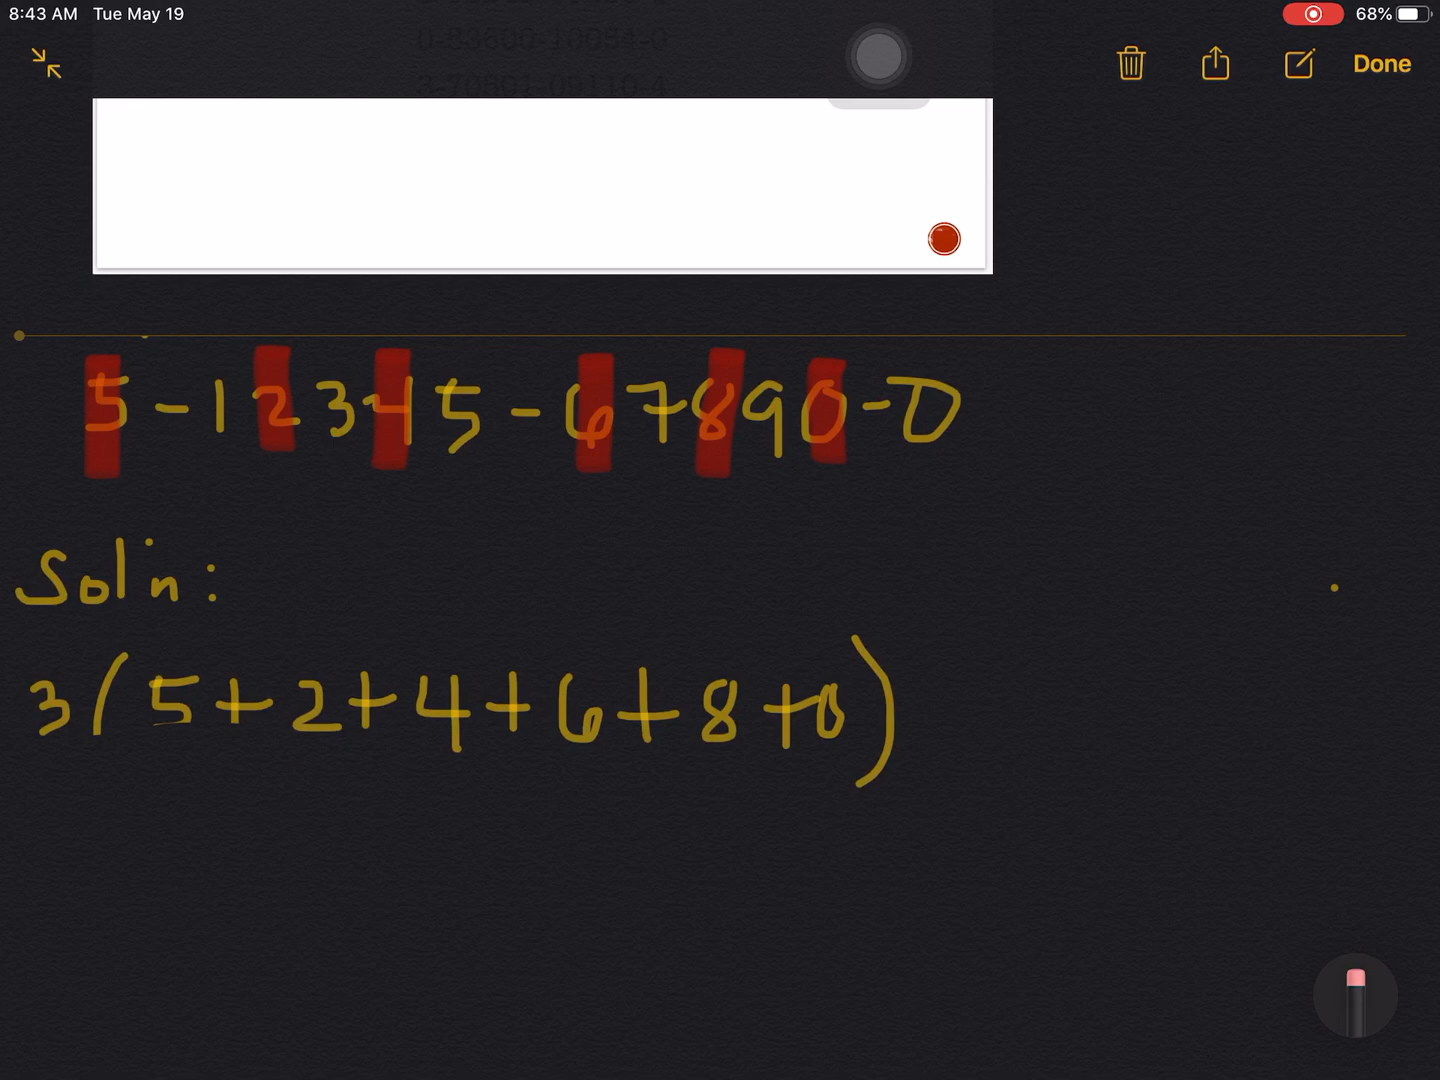 8:43 AM Tue May 19
68%
Done
5-12345-67890-D
Sol'n:
3(5+2+4+6+8+0)